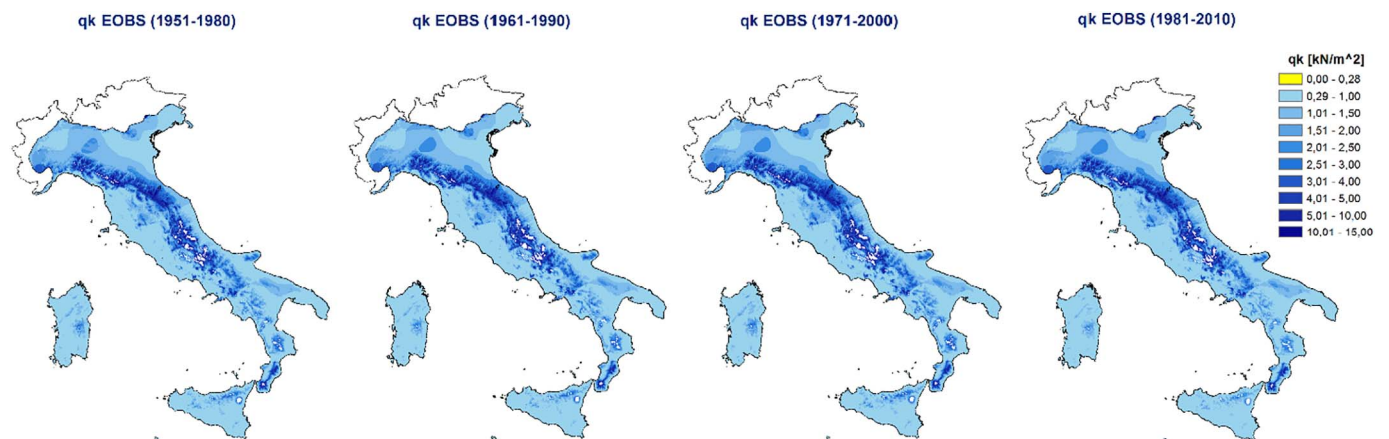 qk EOBS (1951-1980)
qk EOBS (1961-1990)
qk EOBS (1971-2000)
qk EOBS (1981-2010)
qk [kN/m^2]
0,00 - 0,28
0,29 - 1,00
1,01 - 1,50
1,51 - 2,00
2,01 - 2,50
2,51 - 3,00
3,01 - 4,00
4,01 - 5,00
5,01 - 10,00
10,01 - 15,00